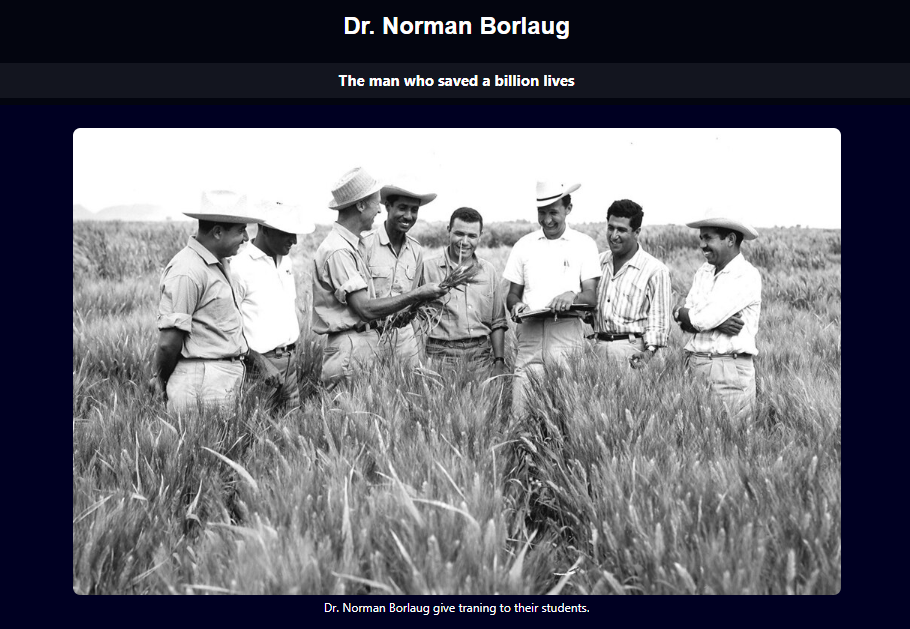 Dr. Norman Borlaug
The man who saved a billion lives
Dr. Norman Borlaug give traning to their students.